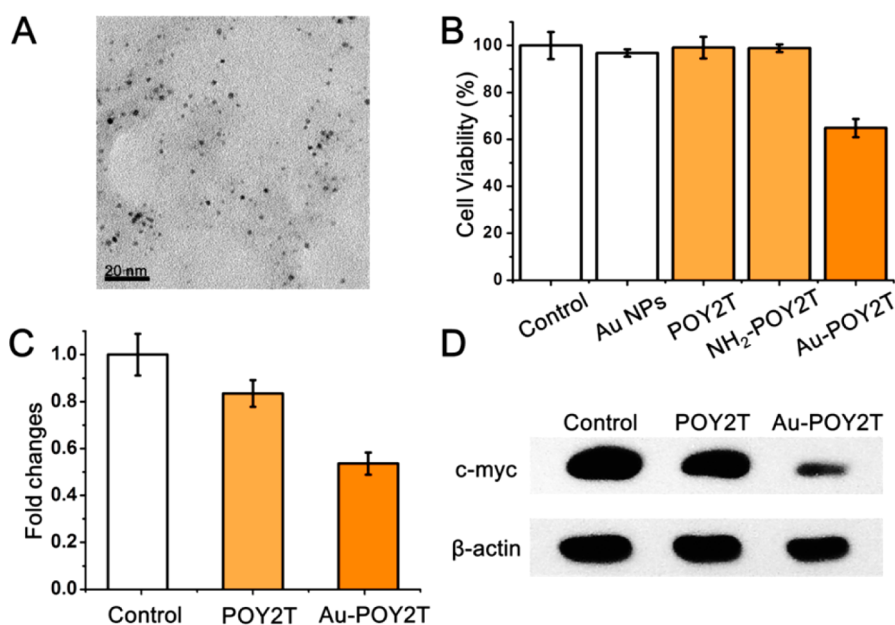 A
20 nm
B
Cell Viability (%)
100
80
60
40
20
0
Control
Au NPs
POY2T
NH₂-POY2T
Au-POY2T
C
Fold changes
1.0
0.8
0.6
0.4
0.2
0.0
Control
POY2T
Au-POY2T
D
Control POY2T Au-POY2T
c-myc
β-actin